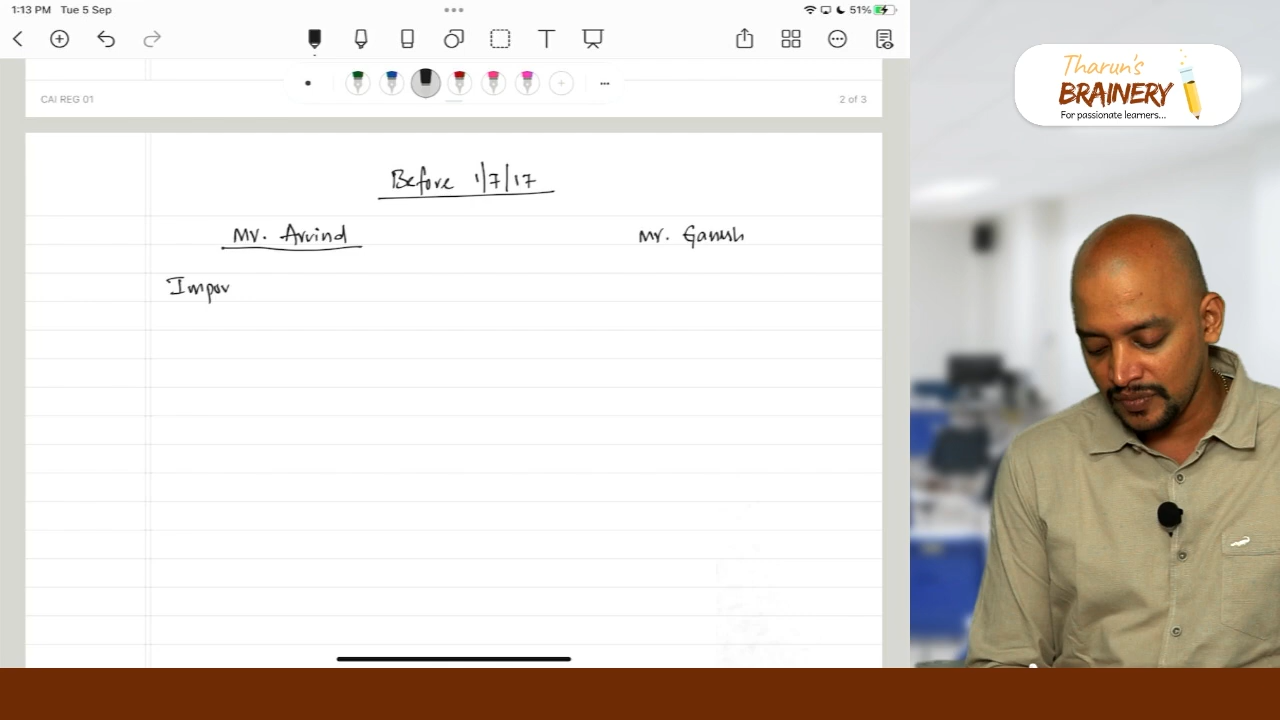 1:13 PM Tue 5 Sep
51%
T
CAI REG 01
2 of 3
Before 1/7/17
Mr. Arvind
Mr. Ganesh
Impor
Tharun's
BRAINERY
For passionate learners...